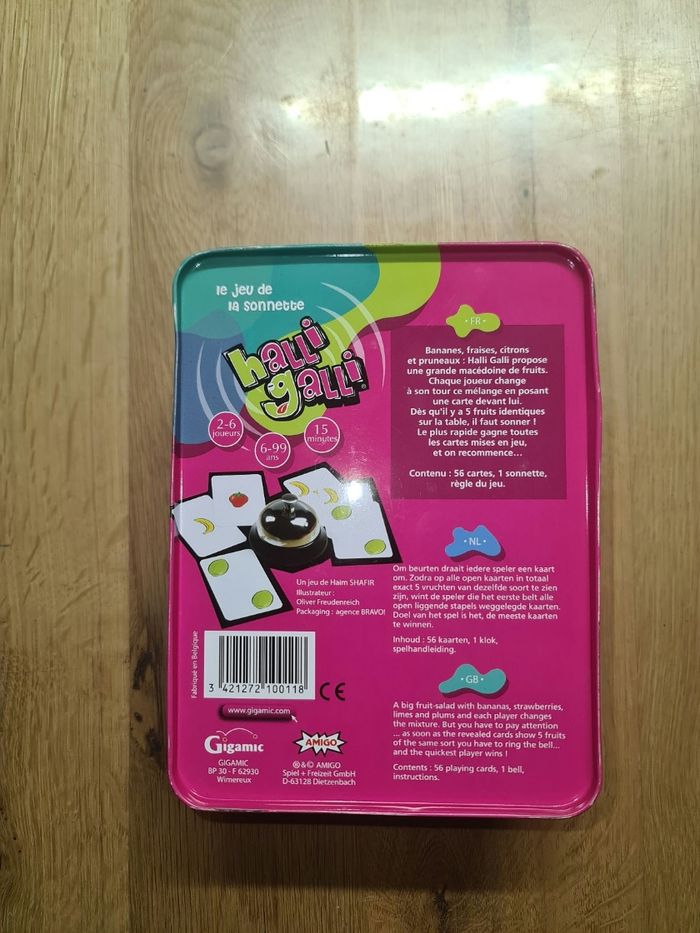 le jeu de
la sonnette
halli
galli
2-6
joueurs
6-99
ans
15
minutes
• FR •
Bananes, fraises, citrons
et pruneaux : Halli Galli propose
une grande macédoine de fruits.
Chaque joueur change
à son tour ce mélange en posant
une carte devant lui.
Dès qu'il y a 5 fruits identiques
sur la table, il faut sonner !
Le plus rapide gagne toutes
les cartes mises en jeu,
et on recommence...
Contenu : 56 cartes, 1 sonnette,
règle du jeu.
• NL •
Om beurten draait iedere speler een kaart
om. Zodra op alle open kaarten in totaal
exact 5 vruchten van dezelfde soort te zien
zijn, wint de speler die het eerste belt alle
open liggende stapels weggelegde kaarten.
Doel van het spel is het, de meeste kaarten
te winnen.
Inhoud : 56 kaarten, 1 klok,
spelhandleiding.
• GB •
A big fruit-salad with bananas, strawberries,
limes and plums and each player changes
the mixture. But you have to pay attention
... as soon as the revealed cards show 5 fruits
of the same sort you have to ring the bell...
and the quickest player wins !
Contents : 56 playing cards, 1 bell,
instructions.
Un jeu de Haim SHAFIR
Illustrateur :
Oliver Freudenreich
Packaging : agence BRAVO!
Fabriqué en Belgique
3 421272 100118
CE
www.gigamic.com
Gigamic
GIGAMIC
BP 30 - F 62930
Wimereux
AMIGO
®&© AMIGO
Spiel + Freizeit GmbH
D-63128 Dietzenbach